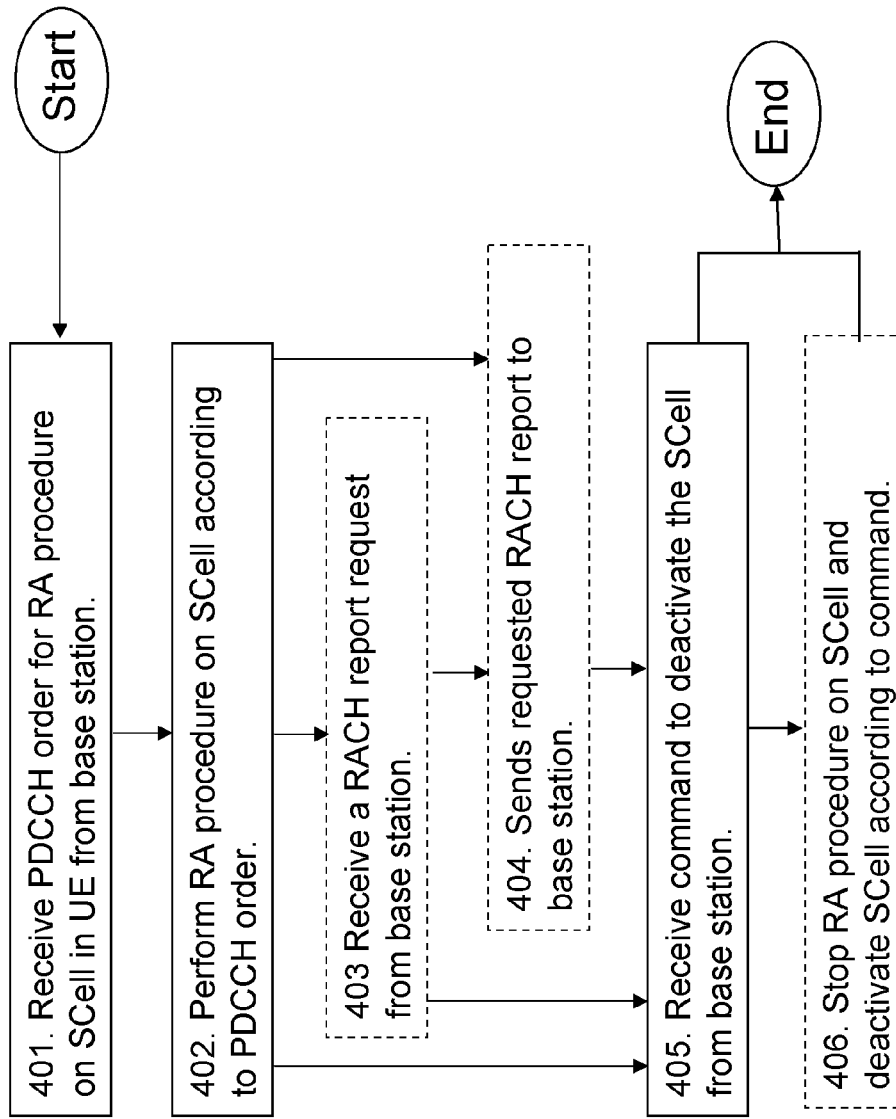 Start
401. Receive PDCCH order for RA procedure
on SCell in UE from base station.
402. Perform RA procedure on SCell according
to PDCCH order.
403 Receive a RACH report request
from base station.
404. Sends requested RACH report to
base station.
405. Receive command to deactivate the SCell
from base station.
406. Stop RA procedure on SCell and
deactivate SCell according to command.
End